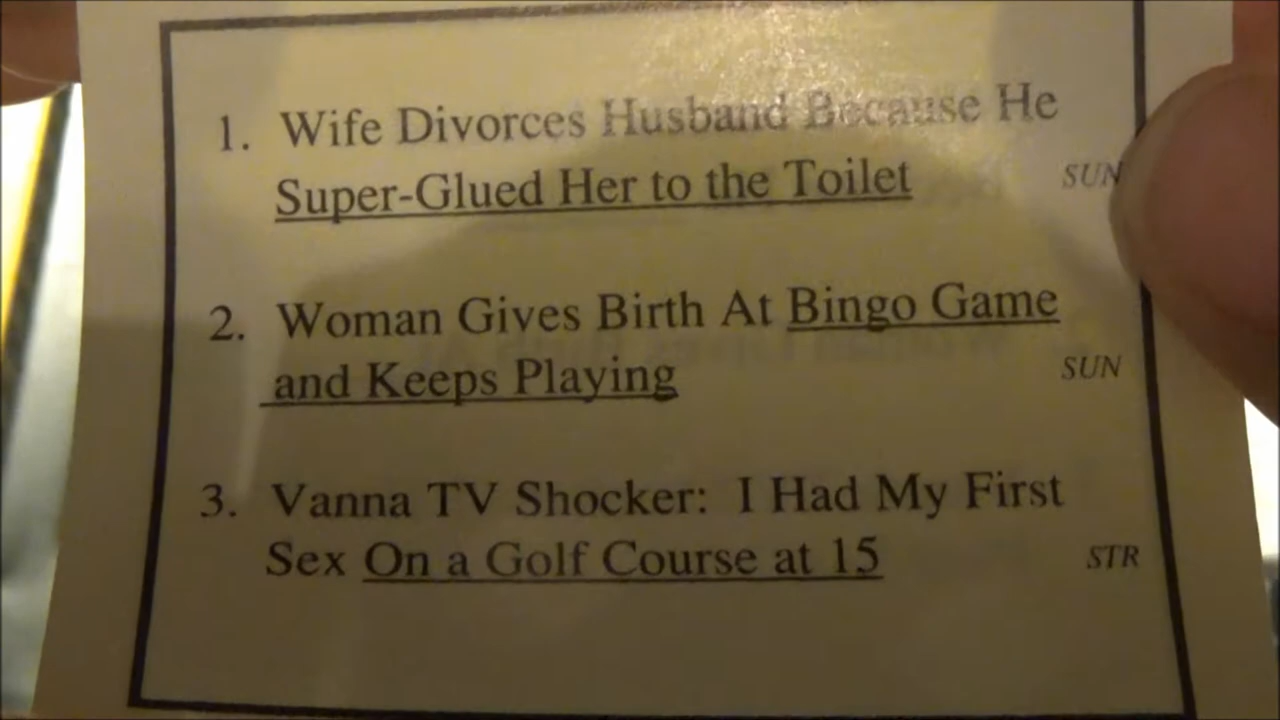 1. Wife Divorces Husband Because He
Super-Glued Her to the Toilet SUN
2. Woman Gives Birth At Bingo Game
and Keeps Playing SUN
3. Vanna TV Shocker: I Had My First
Sex On a Golf Course at 15 STR